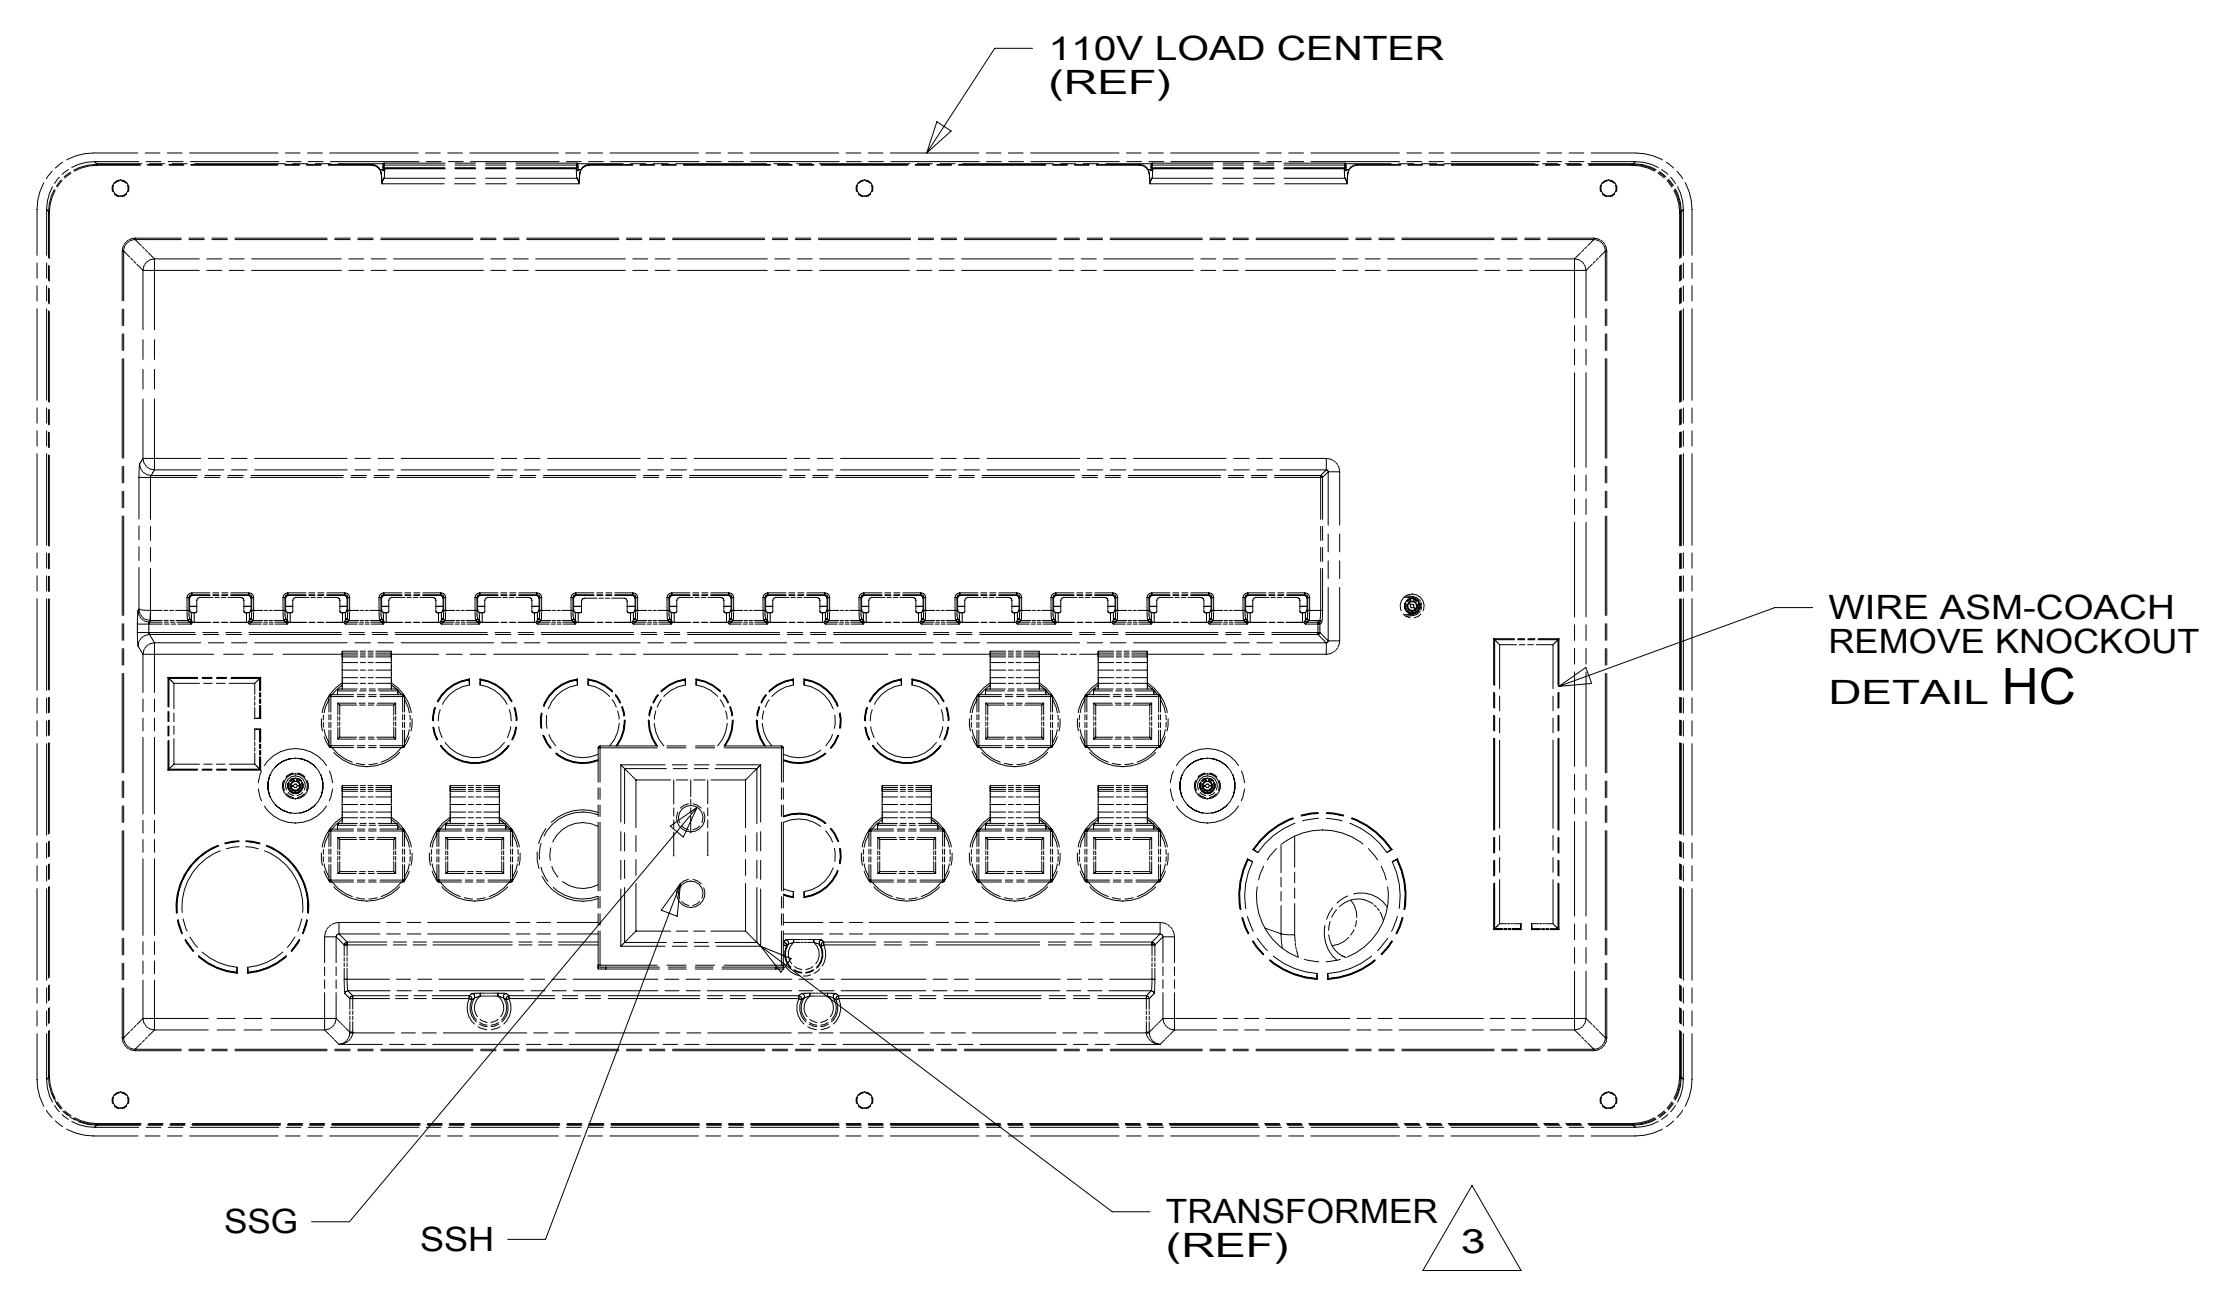 110V LOAD CENTER
(REF)
WIRE ASM-COACH
REMOVE KNOCKOUT
DETAIL HC
SSG
SSH
TRANSFORMER
(REF)
3